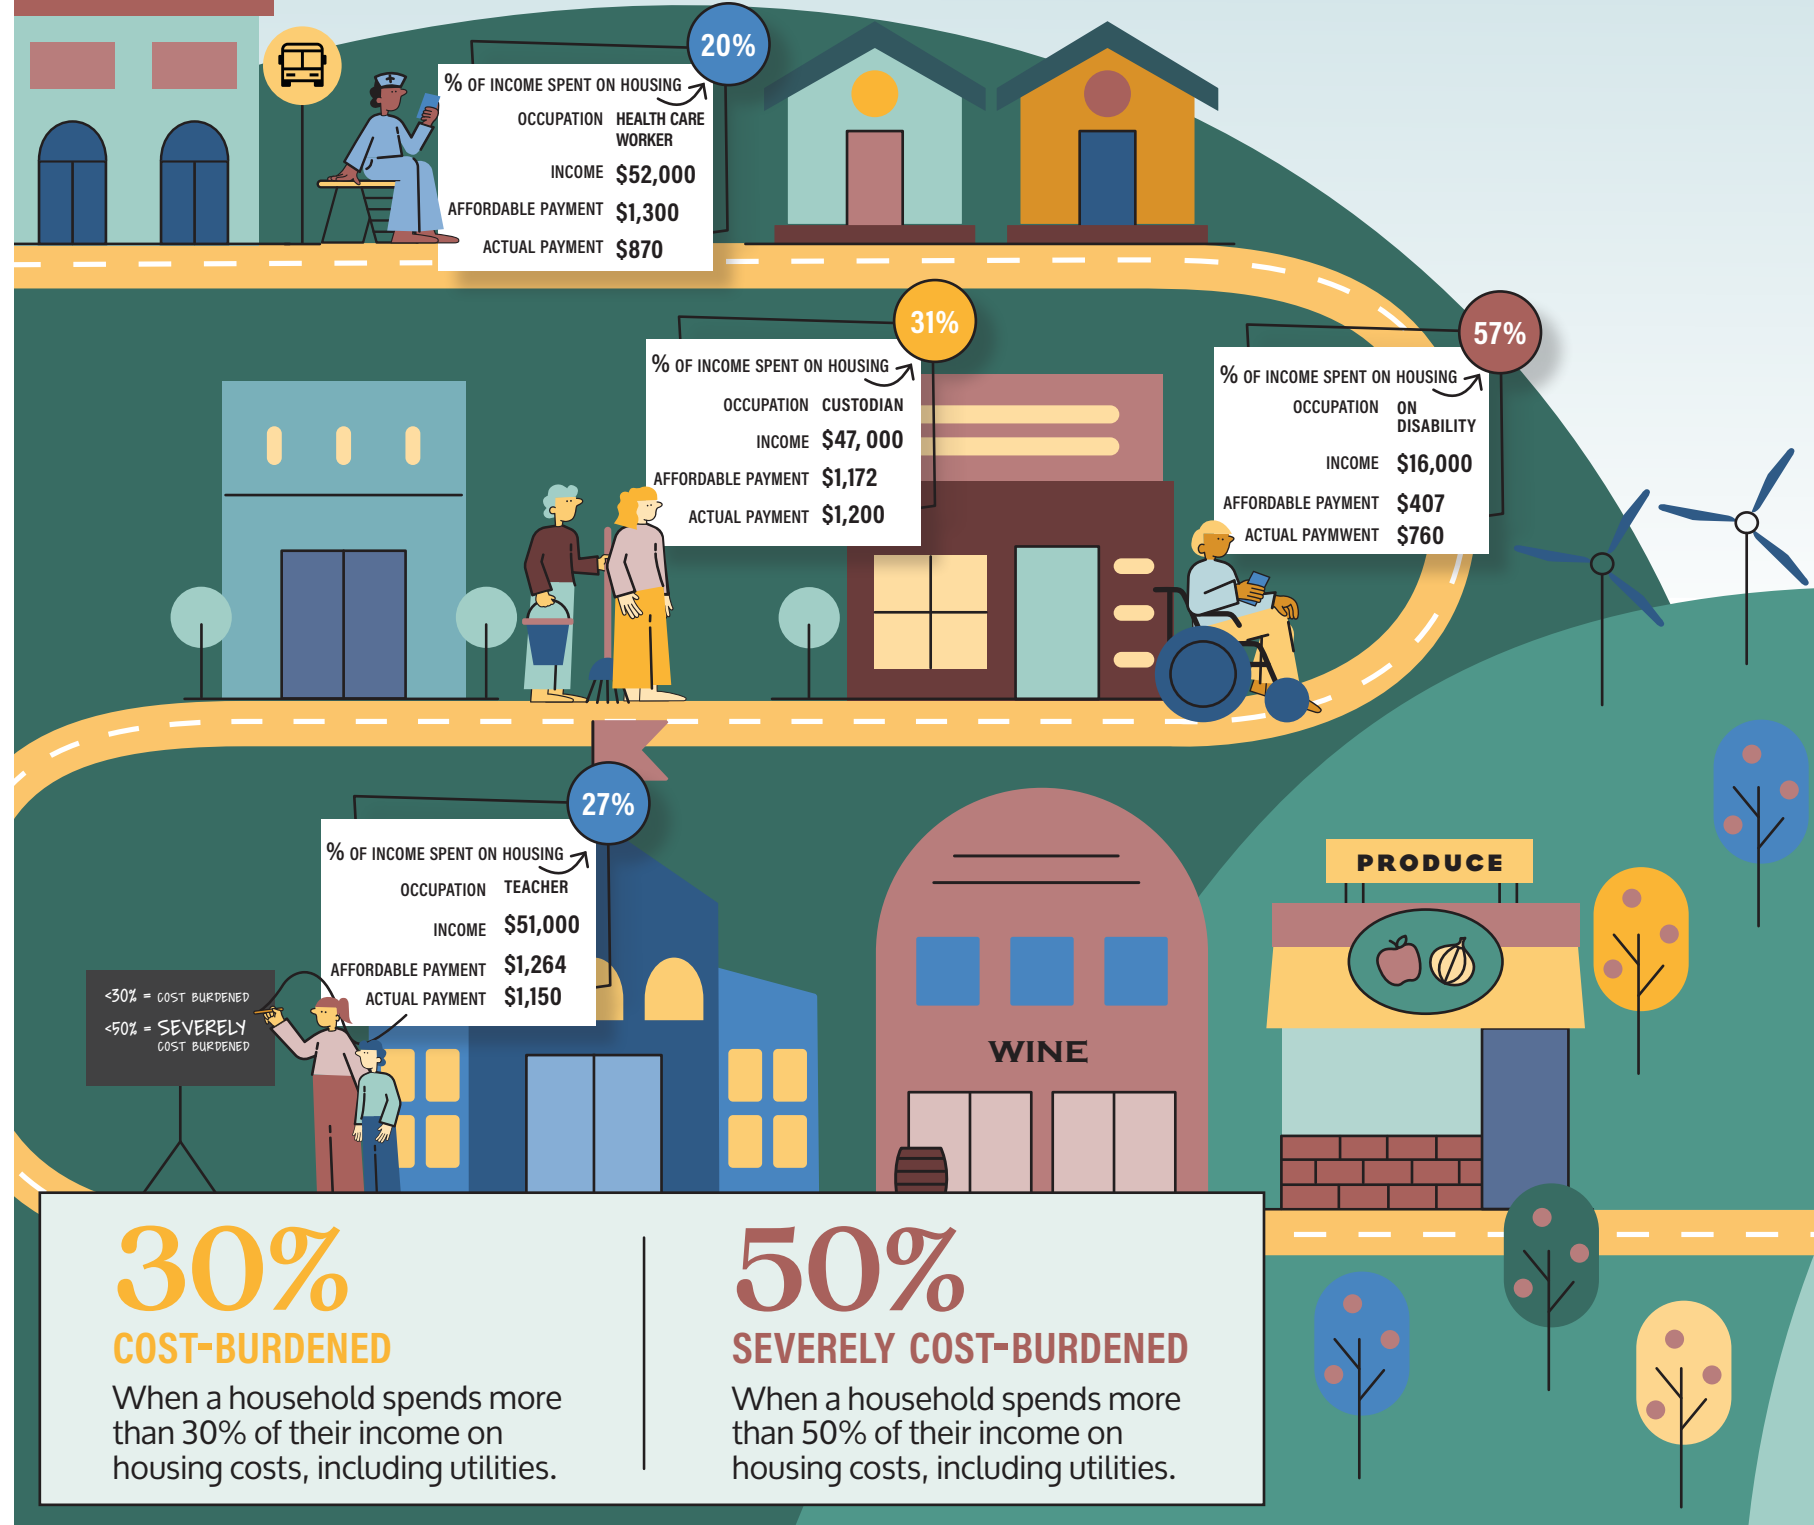 20%
% OF INCOME SPENT ON HOUSING
OCCUPATION HEALTH CARE
WORKER
INCOME $52,000
AFFORDABLE PAYMENT $1,300
ACTUAL PAYMENT $870
31%
% OF INCOME SPENT ON HOUSING
OCCUPATION CUSTODIAN
INCOME $47, 000
AFFORDABLE PAYMENT $1,172
ACTUAL PAYMENT $1,200
57%
% OF INCOME SPENT ON HOUSING
OCCUPATION ON
DISABILITY
INCOME $16,000
AFFORDABLE PAYMENT $407
ACTUAL PAYMWENT $760
27%
% OF INCOME SPENT ON HOUSING
OCCUPATION TEACHER
INCOME $51,000
AFFORDABLE PAYMENT $1,264
ACTUAL PAYMENT $1,150
<30% = COST BURDENED
<50% = SEVERELY
COST BURDENED
WINE
PRODUCE
30%
COST-BURDENED
When a household spends more
than 30% of their income on
housing costs, including utilities.
50%
SEVERELY COST-BURDENED
When a household spends more
than 50% of their income on
housing costs, including utilities.